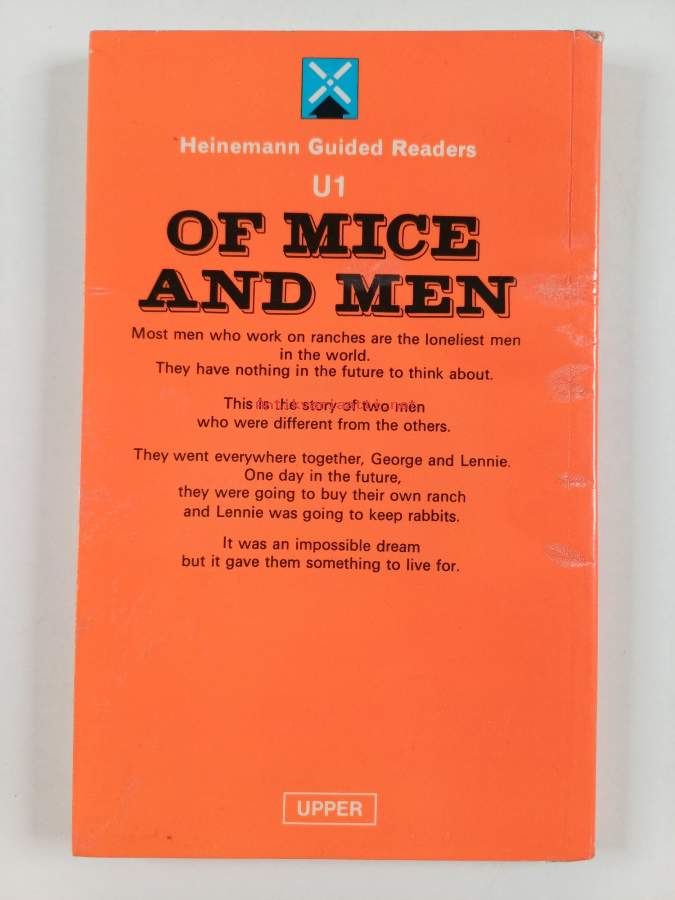 Heinemann Guided Readers
U1
OF MICE
AND MEN
Most men who work on ranches are the loneliest men
in the world.
They have nothing in the future to think about.
This is the story of two men
who were different from the others.
They went everywhere together, George and Lennie.
One day in the future,
they were going to buy their own ranch
and Lennie was going to keep rabbits.
It was an impossible dream
but it gave them something to live for.
UPPER